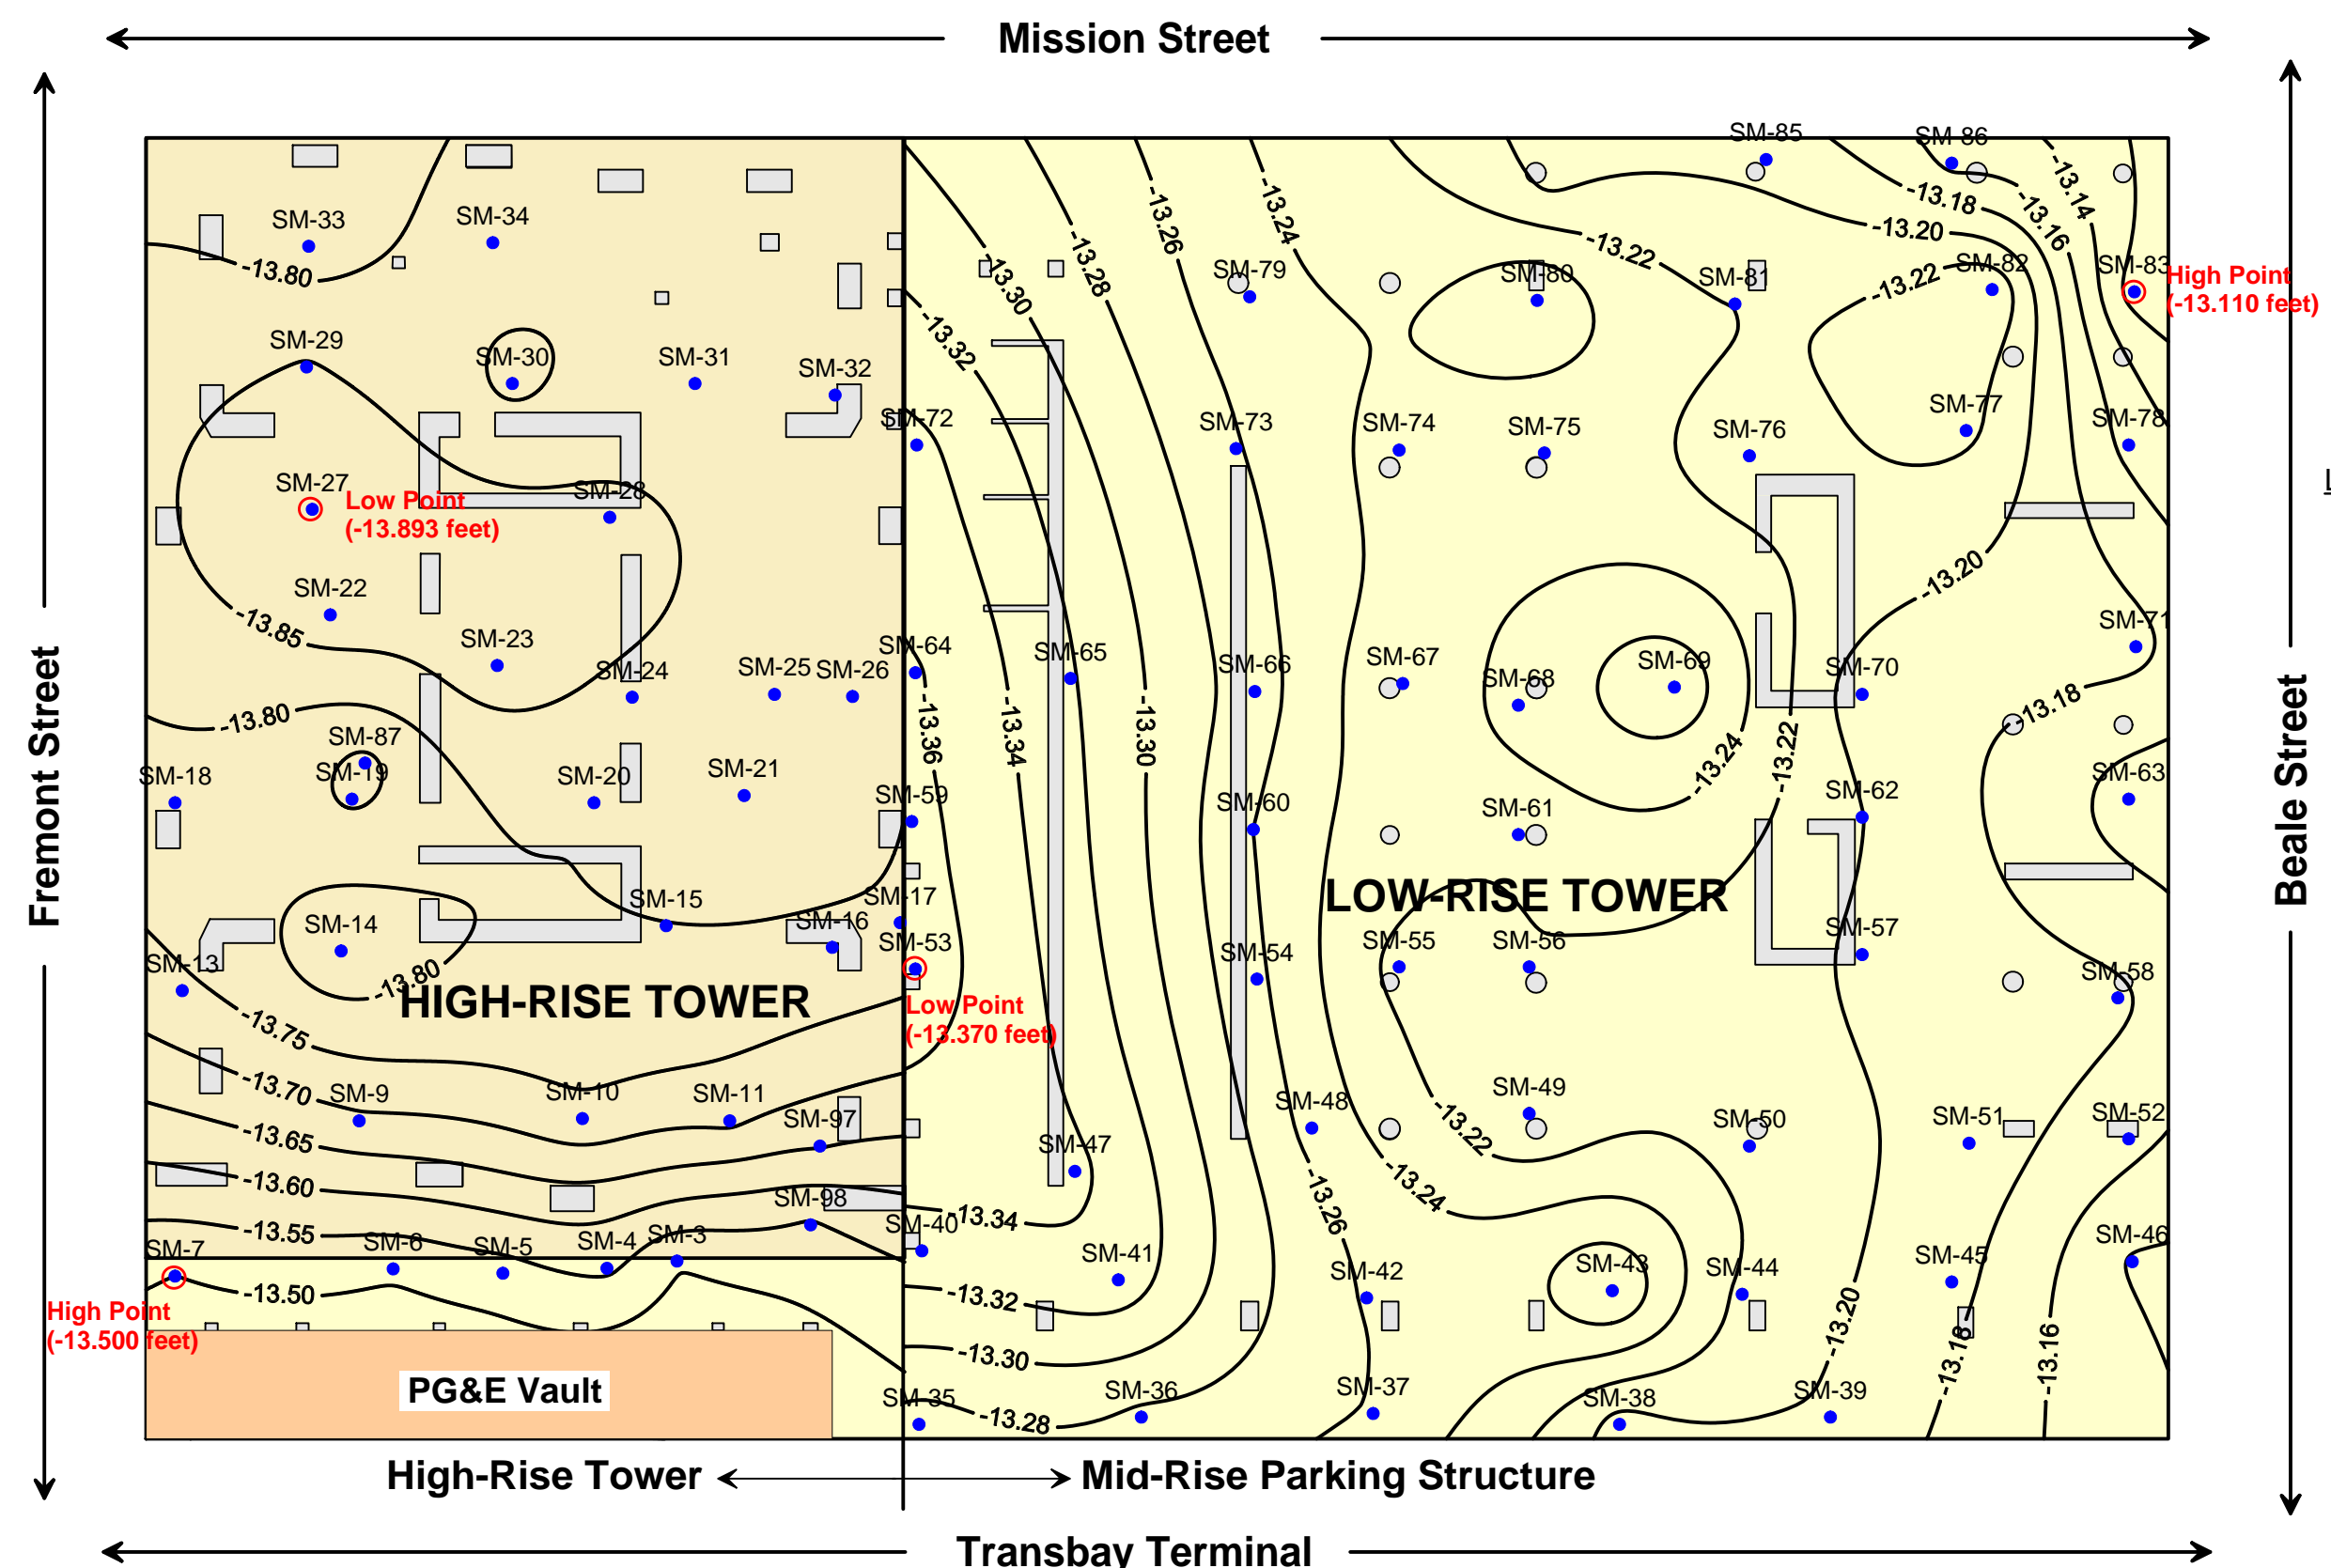 Mission Street
SM-85
SM-86
-13.14
-13.18
-13.16
-13.20
SM-33
SM-34
-13.26
-13.24
-13.22
-13.80
-13.30
-13.28
SM-79
SM-80
SM-81
-13.22
SM-82
SM-83
High Point
(-13.110 feet)
-13.32
SM-29
SM-30
SM-31
SM-32
SM-72
SM-73
SM-74
SM-75
SM-76
SM-77
SM-78
SM-27
Low Point
(-13.893 feet)
SM-28
SM-22
-13.85
-13.20
SM-23
SM-24
SM-25
SM-26
SM-64
SM-65
SM-66
SM-67
SM-68
SM-69
SM-70
SM-71
-13.80
-13.36
-13.34
-13.30
-13.24
-13.22
-13.18
SM-87
SM-18
SM-19
SM-20
SM-21
SM-59
SM-60
SM-61
SM-62
SM-63
Fremont Street
Beale Street
SM-14
SM-15
SM-16
SM-17
LOW-RISE TOWER
SM-13
SM-53
SM-54
SM-55
SM-56
SM-57
SM-58
-13.80
HIGH-RISE TOWER
Low Point
(-13.370 feet)
-13.75
-13.70
SM-9
SM-10
SM-11
SM-97
SM-48
SM-49
SM-50
SM-51
SM-52
-13.65
SM-47
-13.22
-13.60
SM-98
-13.34
-13.26
-13.24
-13.55
SM-7
SM-6
SM-5
SM-4
SM-3
SM-40
SM-41
SM-42
SM-43
SM-44
SM-45
SM-46
-13.50
-13.32
-13.20
High Point
(-13.500 feet)
-13.30
-13.18
-13.16
PG&E Vault
SM-35
SM-36
SM-37
SM-38
SM-39
-13.28
High-Rise Tower
Mid-Rise Parking Structure
Transbay Terminal